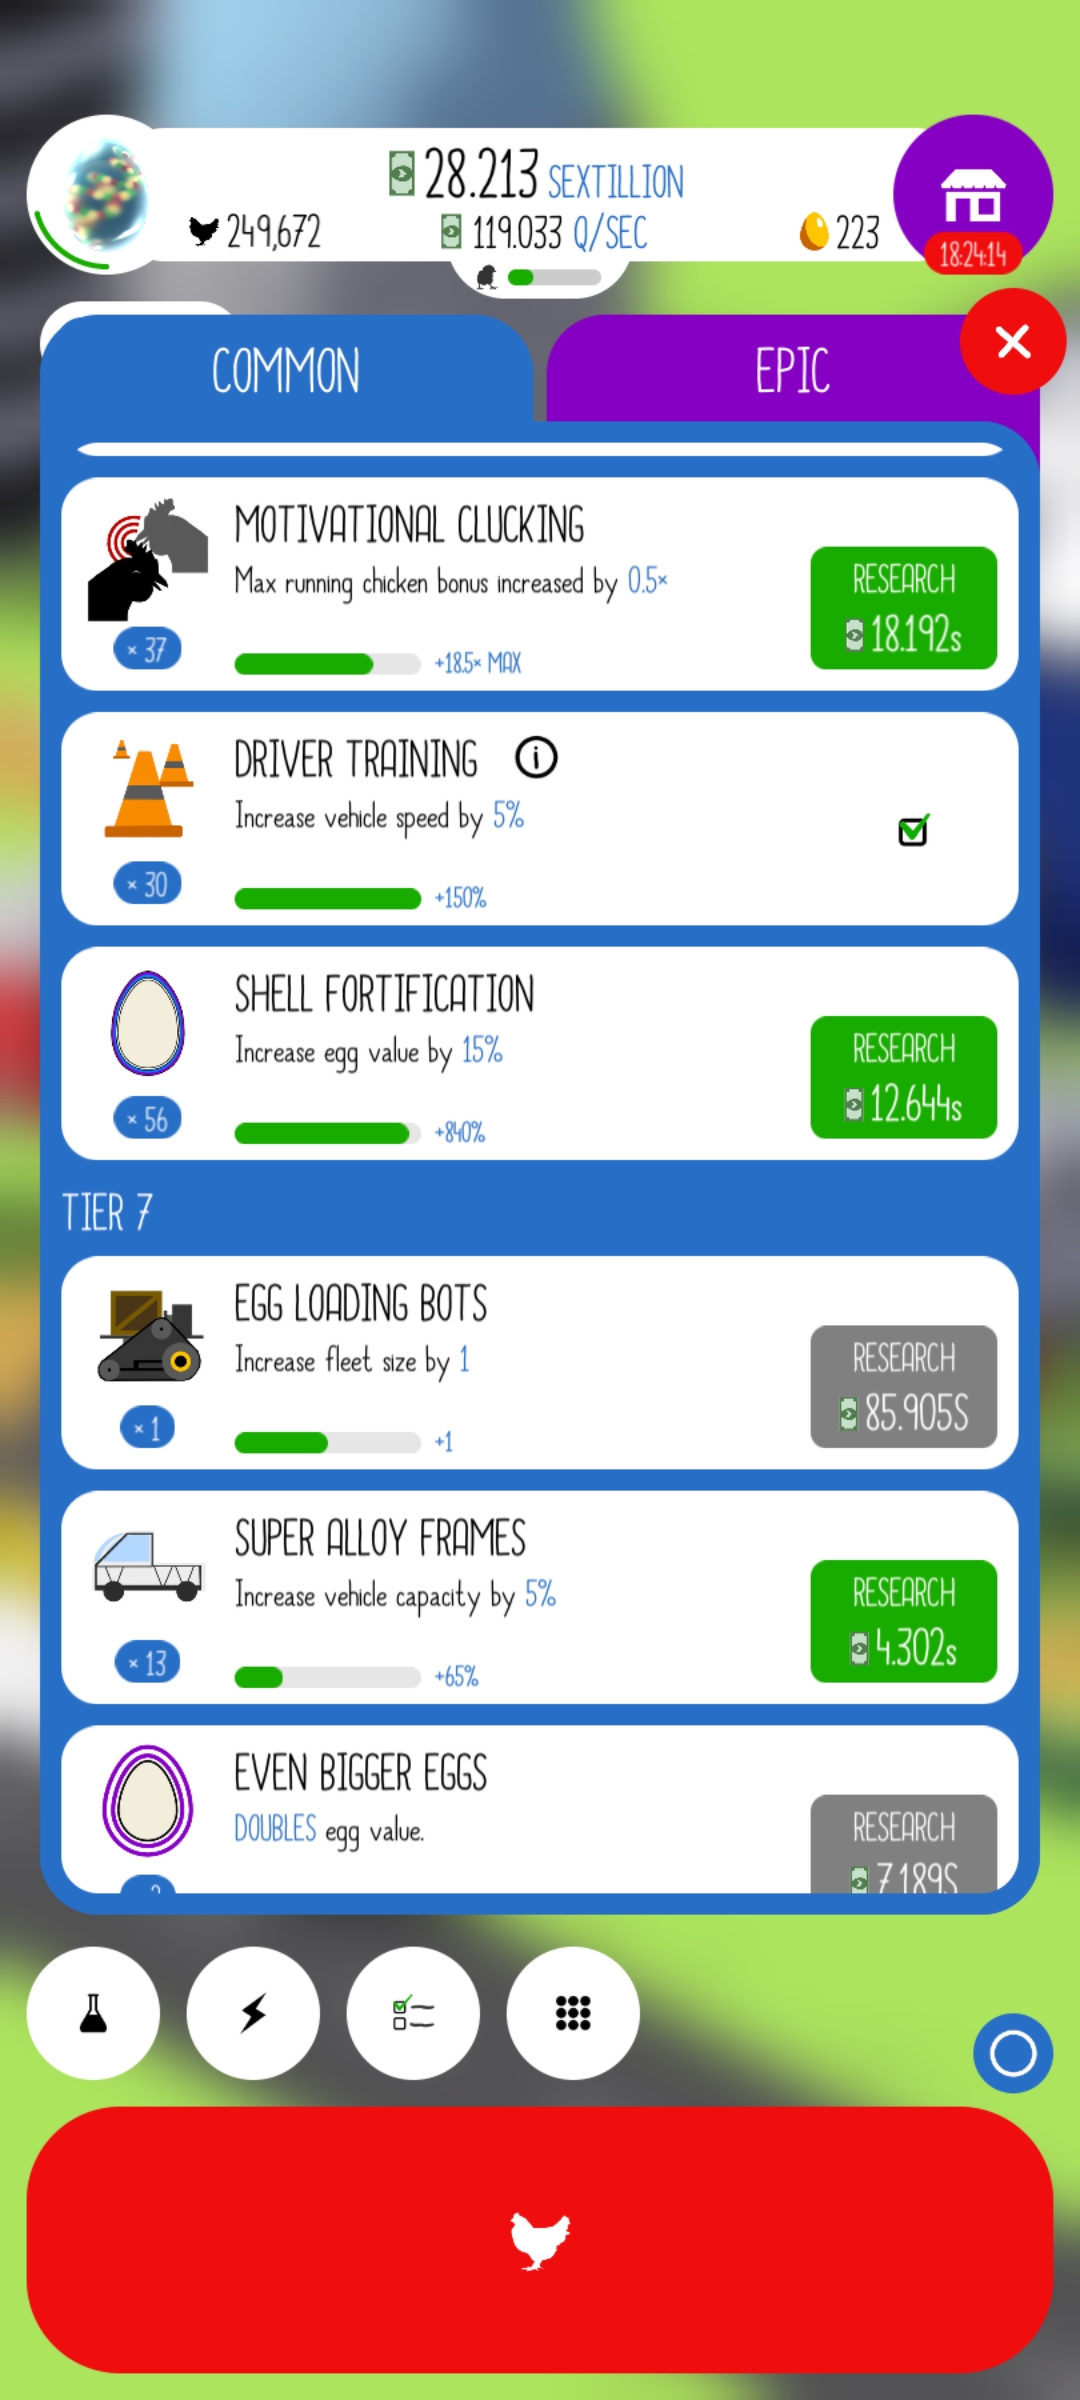 28.213 SEXTILLION
249,672
119.033 Q/SEC
223
18:24:14
COMMON
EPIC
MOTIVATIONAL CLUCKING
Max running chicken bonus increased by 0.5×
RESEARCH
18.192s
× 37
+18.5× MAX
DRIVER TRAINING i
Increase vehicle speed by 5%
× 30
+150%
SHELL FORTIFICATION
Increase egg value by 15%
RESEARCH
12.644s
× 56
+840%
TIER 7
EGG LOADING BOTS
Increase fleet size by 1
RESEARCH
85.905S
× 1
+1
SUPER ALLOY FRAMES
Increase vehicle capacity by 5%
RESEARCH
4.302s
× 13
+65%
EVEN BIGGER EGGS
DOUBLES egg value.
RESEARCH
7.189S